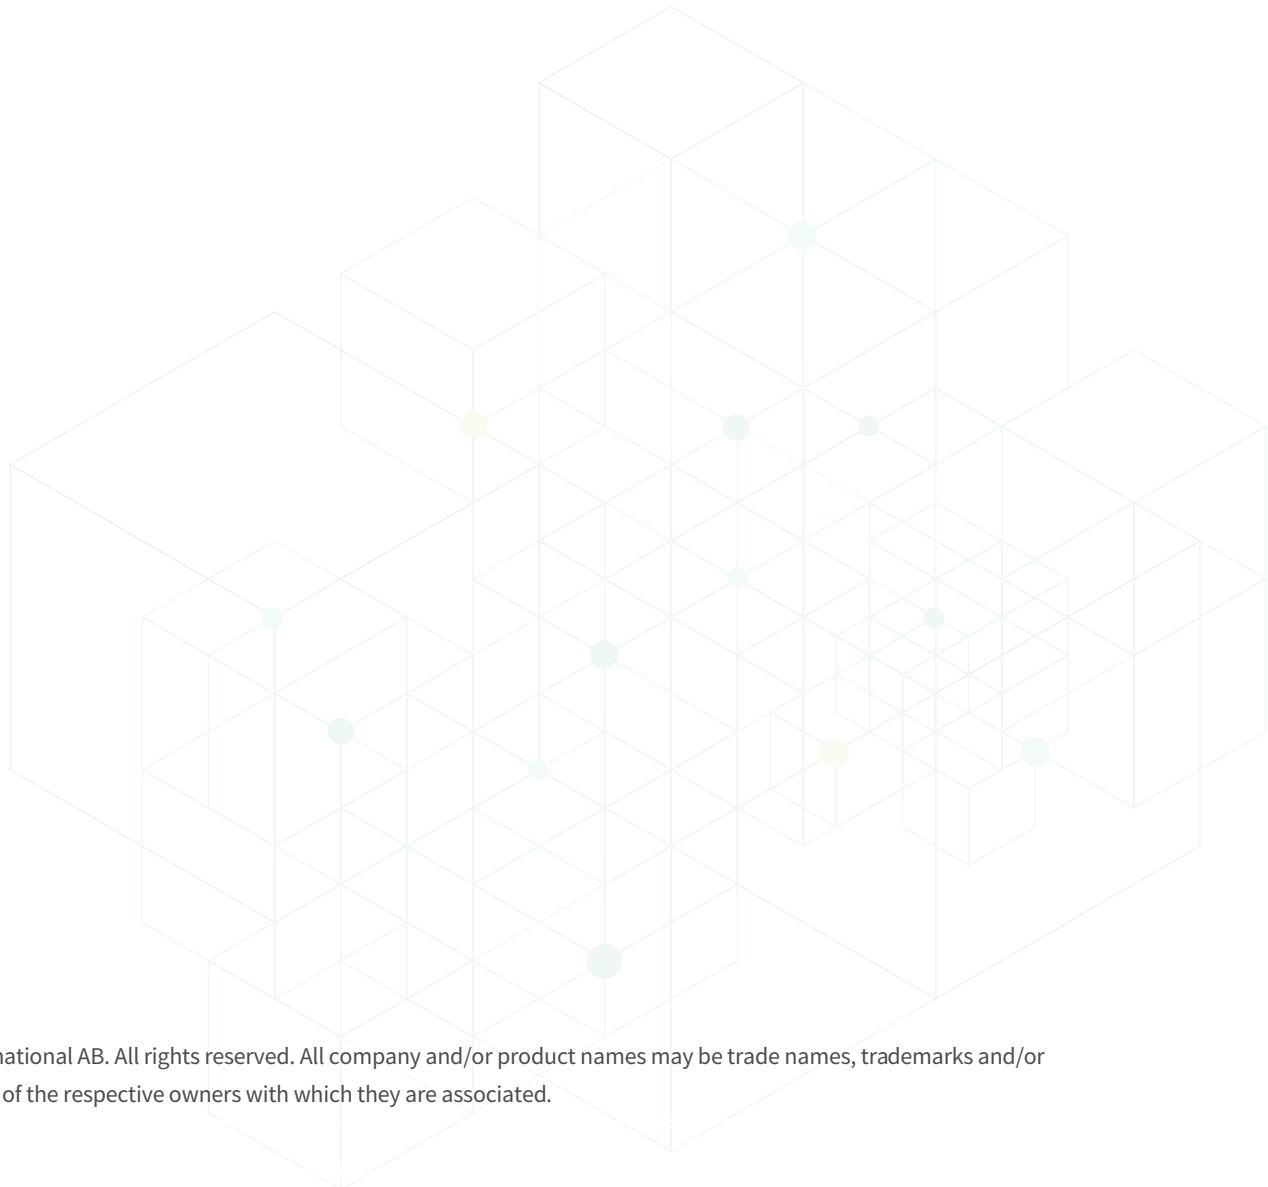 national AB. All rights reserved. All company and/or product names may be trade names, trademarks and/or
of the respective owners with which they are associated.